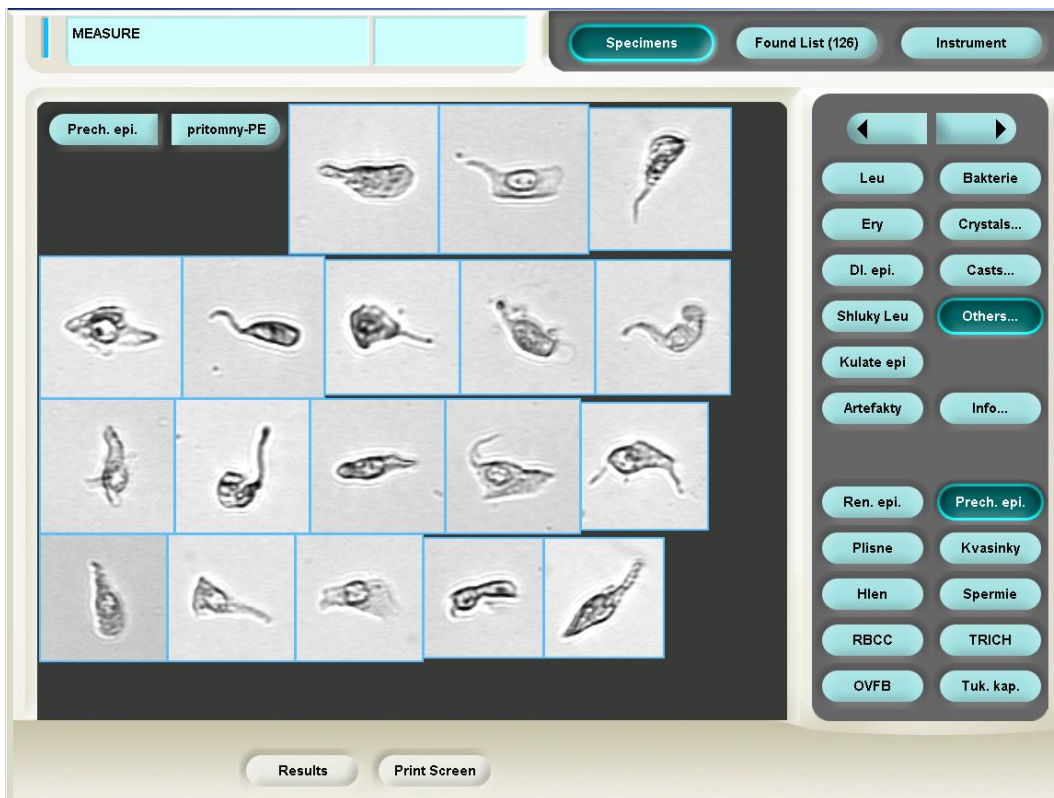 MEASURE
Specimens
Found List (126)
Instrument
Prech. epi.
pritomny-PE
Leu
Bakterie
Ery
Crystals...
Dl. epi.
Casts...
Shluky Leu
Others...
Kulate epi
Artefakty
Info...
Ren. epi.
Prech. epi.
Plisne
Kvasinky
Hlen
Spermie
RBCC
TRICH
OVFB
Tuk. kap.
Results
Print Screen